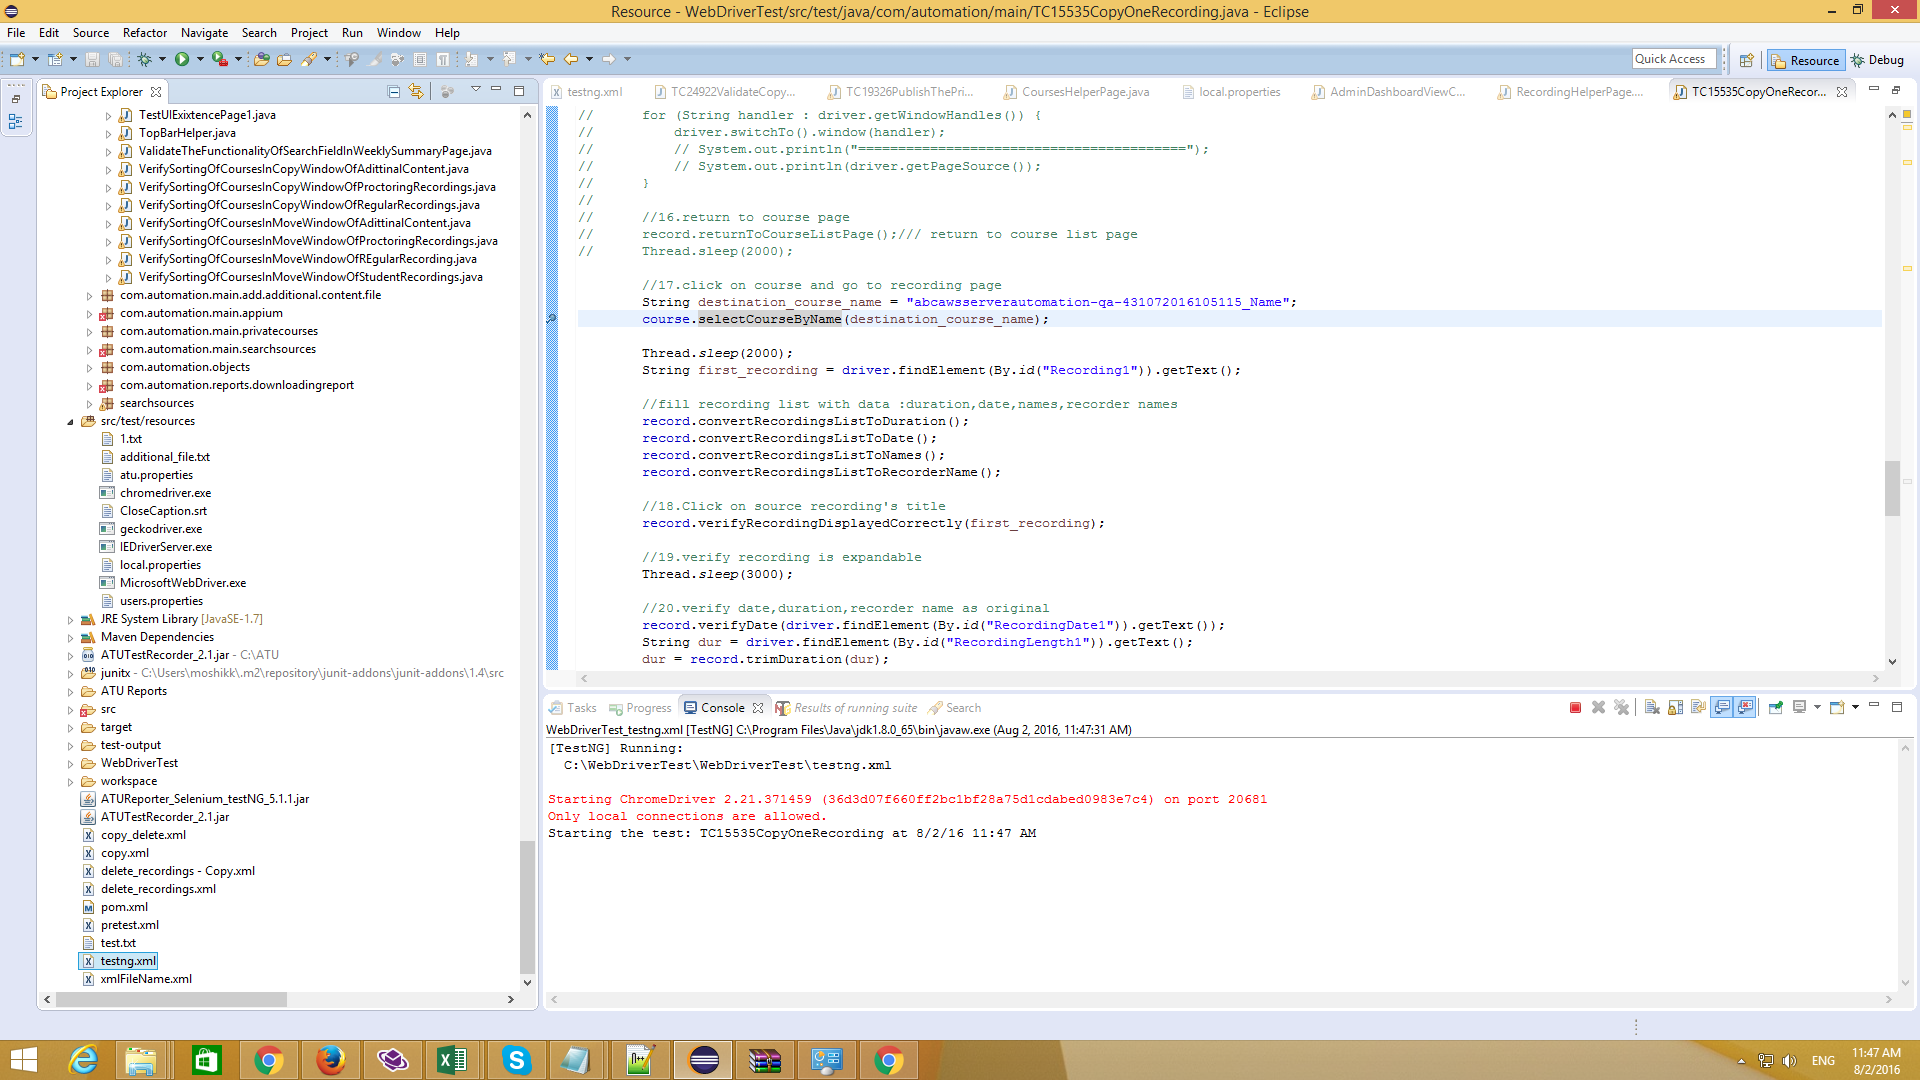 Resource - WebDriverTest/src/test/java/com/automation/main/TC15535CopyOneRecording.java - Eclipse
File Edit Source Refactor Navigate Search Project Run Window Help
Quick Access
Resource
Debug
Project Explorer
TestUIExixtencePage1.java
TopBarHelper.java
ValidateTheFunctionalityOfSearchFieldInWeeklySummaryPage.java
VerifySortingOfCoursesInCopyWindowOfAdittinalContent.java
VerifySortingOfCoursesInCopyWindowOfProctoringRecordings.java
VerifySortingOfCoursesInCopyWindowOfRegularRecordings.java
VerifySortingOfCoursesInMoveWindowOfAdittinalContent.java
VerifySortingOfCoursesInMoveWindowOfProctoringRecordings.java
VerifySortingOfCoursesInMoveWindowOfREgularRecording.java
VerifySortingOfCoursesInMoveWindowOfStudentRecordings.java
com.automation.main.add.additional.content.file
com.automation.main.appium
com.automation.main.privatecourses
com.automation.main.searchsources
com.automation.objects
com.automation.reports.downloadingreport
searchsources
src/test/resources
1.txt
additional_file.txt
atu.properties
chromedriver.exe
CloseCaption.srt
geckodriver.exe
IEDriverServer.exe
local.properties
MicrosoftWebDriver.exe
users.properties
JRE System Library [JavaSE-1.7]
Maven Dependencies
ATUTestRecorder_2.1.jar - C:\ATU
junitx - C:\Users\moshikk\.m2\repository\junit-addons\junit-addons\1.4\src
ATU Reports
src
target
test-output
WebDriverTest
workspace
ATUReporter_Selenium_testNG_5.1.1.jar
ATUTestRecorder_2.1.jar
copy_delete.xml
copy.xml
delete_recordings - Copy.xml
delete_recordings.xml
pom.xml
pretest.xml
test.txt
testng.xml
xmlFileName.xml
testng.xml TC24922ValidateCopy... TC19326PublishThePri... CoursesHelperPage.java local.properties AdminDashboardViewC... RecordingHelperPage.... TC15535CopyOneRecor...
// for (String handler : driver.getWindowHandles()) {
// driver.switchTo().window(handler);
// // System.out.println("=========================================");
// // System.out.println(driver.getPageSource());
// }
//
// //16.return to course page
// record.returnToCourseListPage();/// return to course list page
// Thread.sleep(2000);
//17.click on course and go to recording page
String destination_course_name = "abcawsserverautomation-qa-431072016105115_Name";
course.selectCourseByName(destination_course_name);
Thread.sleep(2000);
String first_recording = driver.findElement(By.id("Recording1")).getText();
//fill recording list with data :duration,date,names,recorder names
record.convertRecordingsListToDuration();
record.convertRecordingsListToDate();
record.convertRecordingsListToNames();
record.convertRecordingsListToRecorderName();
//18.Click on source recording's title
record.verifyRecordingDisplayedCorrectly(first_recording);
//19.verify recording is expandable
Thread.sleep(3000);
//20.verify date,duration,recorder name as original
record.verifyDate(driver.findElement(By.id("RecordingDate1")).getText());
String dur = driver.findElement(By.id("RecordingLength1")).getText();
dur = record.trimDuration(dur);
Tasks Progress Console Results of running suite Search
WebDriverTest_testng.xml [TestNG] C:\Program Files\Java\jdk1.8.0_65\bin\javaw.exe (Aug 2, 2016, 11:47:31 AM)
[TestNG] Running:
C:\WebDriverTest\WebDriverTest\testng.xml
Starting ChromeDriver 2.21.371459 (36d3d07f660ff2bc1bf28a75d1cdabed0983e7c4) on port 20681
Only local connections are allowed.
Starting the test: TC15535CopyOneRecording at 8/2/16 11:47 AM
ENG
11:47 AM
8/2/2016